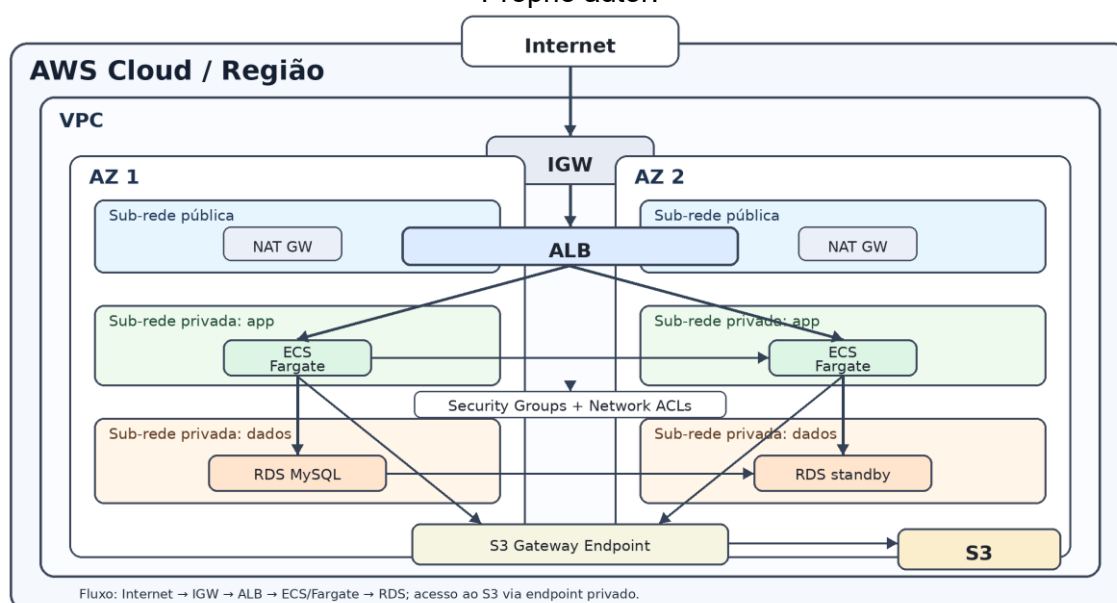 Próprio autor.
Internet
AWS Cloud / Região
VPC
IGW
AZ 1
AZ 2
Sub-rede pública
Sub-rede pública
NAT GW
ALB
NAT GW
Sub-rede privada: app
Sub-rede privada: app
ECS
Fargate
ECS
Fargate
Security Groups + Network ACLs
Sub-rede privada: dados
Sub-rede privada: dados
RDS MySQL
RDS standby
S3 Gateway Endpoint
S3
Fluxo: Internet → IGW → ALB → ECS/Fargate → RDS; acesso ao S3 via endpoint privado.